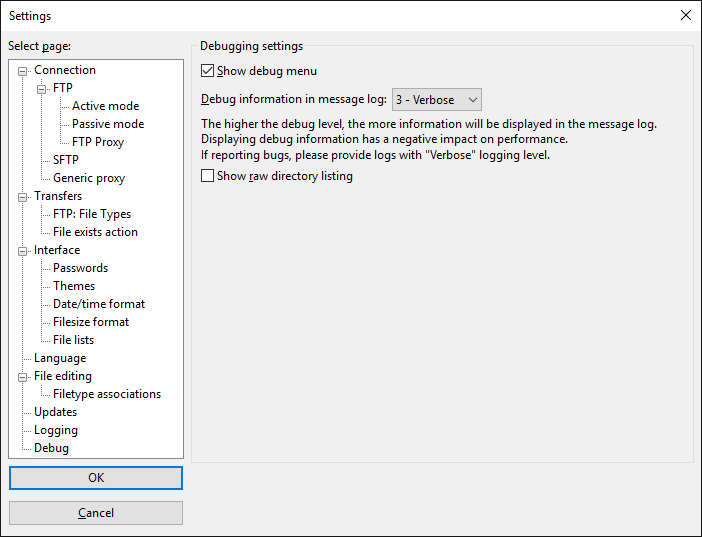 Settings
Select page:
Connection
FTP
Active mode
Passive mode
FTP Proxy
SFTP
Generic proxy
Transfers
FTP: File Types
File exists action
Interface
Passwords
Themes
Date/time format
Filesize format
File lists
Language
File editing
Filetype associations
Updates
Logging
Debug
OK
Cancel
Debugging settings
Show debug menu
Debug information in message log: 3 - Verbose
The higher the debug level, the more information will be displayed in the message log.
Displaying debug information has a negative impact on performance.
If reporting bugs, please provide logs with "Verbose" logging level.
Show raw directory listing